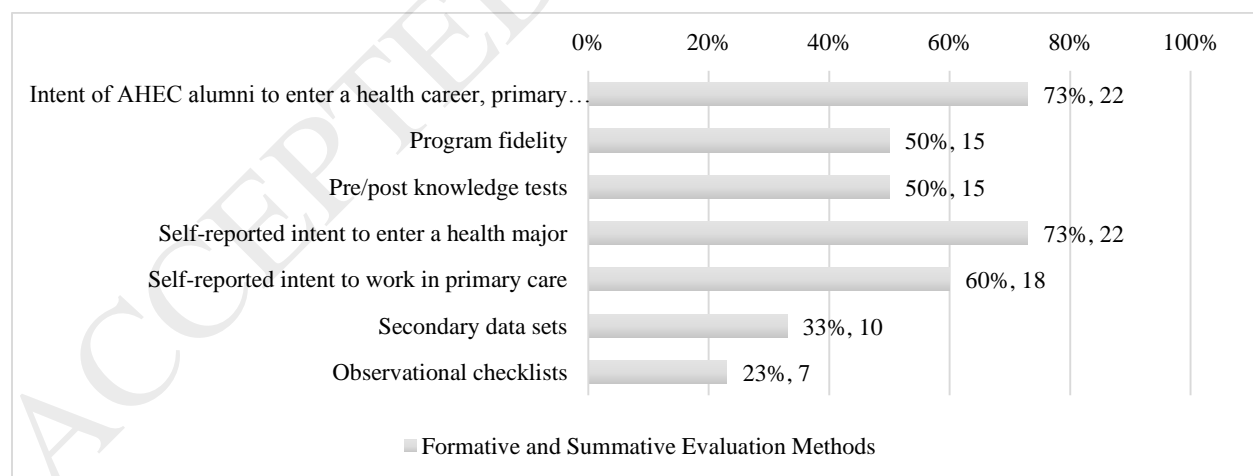 0% 20% 40% 60% 80% 100%
Intent of AHEC alumni to enter a health career, primary… 73%, 22
Program fidelity 50%, 15
Pre/post knowledge tests 50%, 15
Self-reported intent to enter a health major 73%, 22
Self-reported intent to work in primary care 60%, 18
Secondary data sets 33%, 10
Observational checklists 23%, 7
Formative and Summative Evaluation Methods
ACCEPTE